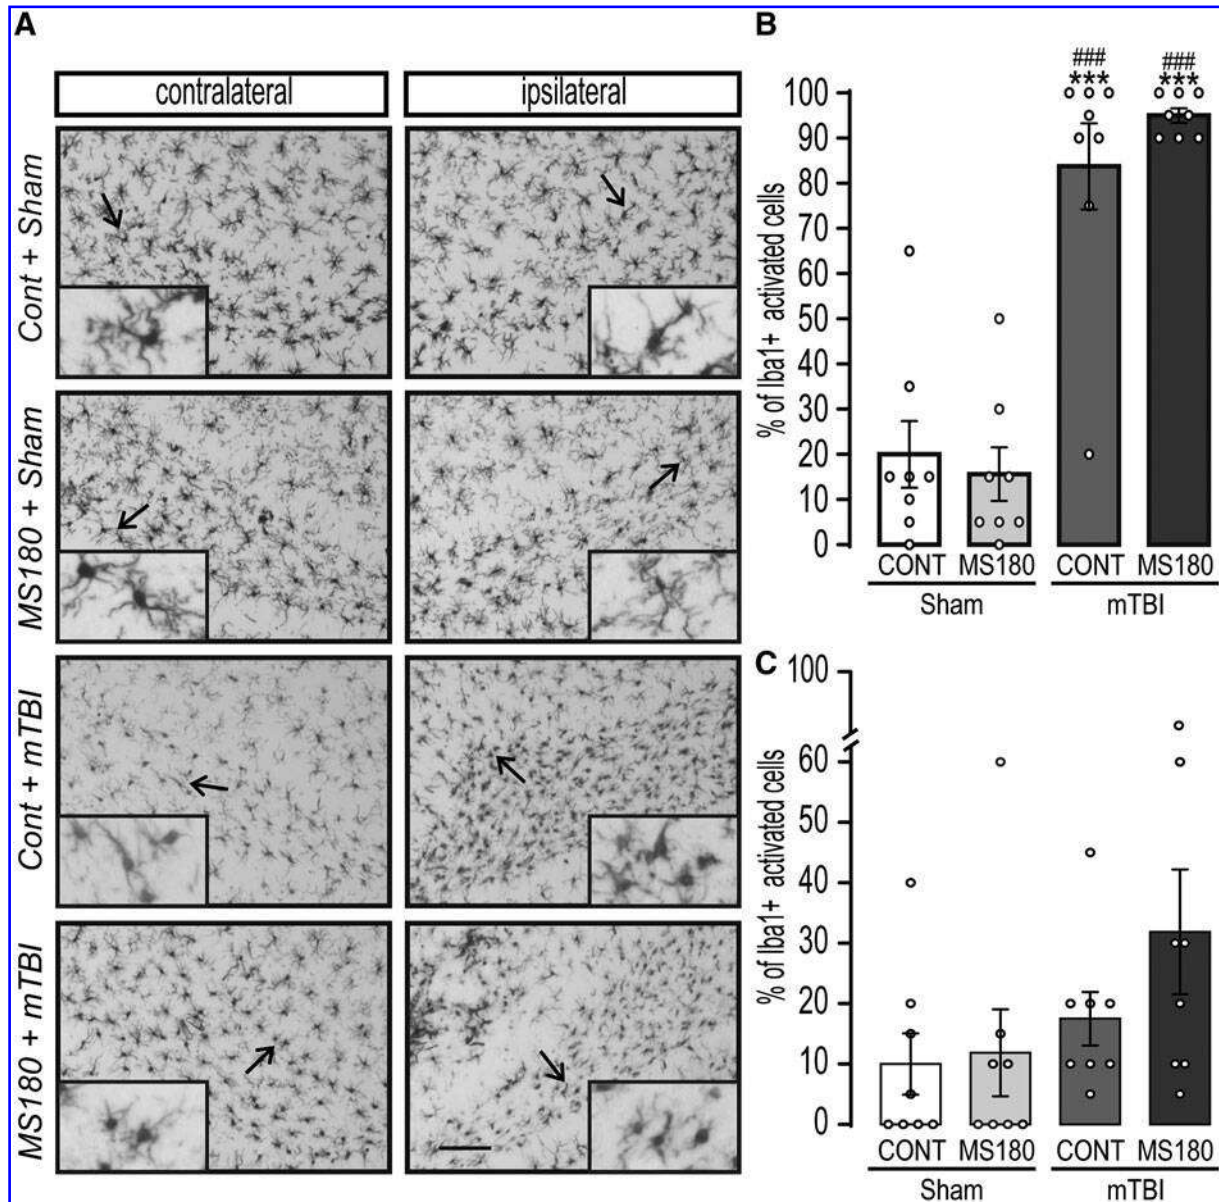 A
contralateral
ipsilateral
Cont + Sham
MS180 + Sham
Cont + mTBI
MS180 + mTBI
B
### ###
*** ***
% of Iba1+ activated cells
100
90
80
70
60
50
40
30
20
10
0
CONT MS180 CONT MS180
Sham mTBI
C
% of Iba1+ activated cells
100
60
50
40
30
20
10
0
CONT MS180 CONT MS180
Sham mTBI